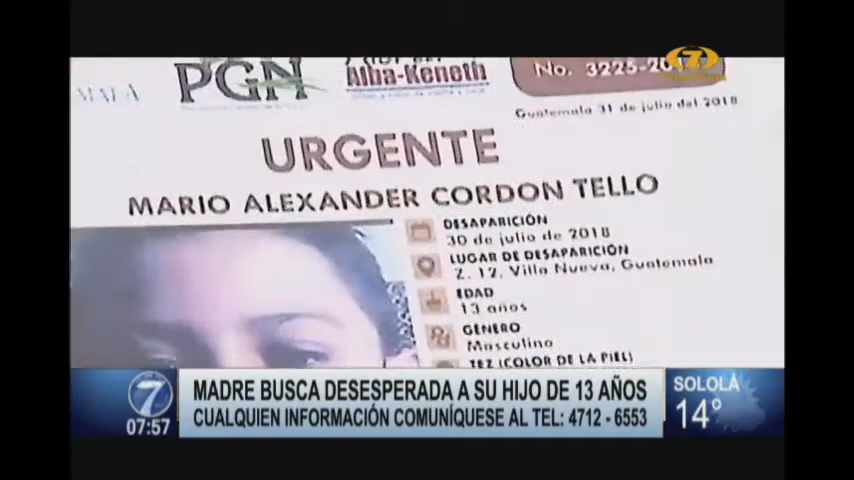 PGN
Alba-Keneth
No. 3225-20
7
Guatemala 31 de julio del 2018
URGENTE
MARIO ALEXANDER CORDON TELLO
DESAPARICIÓN
30 de julio de 2018
LUGAR DE DESAPARICIÓN
Z. 12, Villa Nueva, Guatemala
EDAD
13 años
GÉNERO
Masculino
TEZ (COLOR DE LA PIEL)
7
07:57
MADRE BUSCA DESESPERADA A SU HIJO DE 13 AÑOS
CUALQUIEN INFORMACIÓN COMUNÍQUESE AL TEL: 4712 - 6553
SOLOLÁ
14°